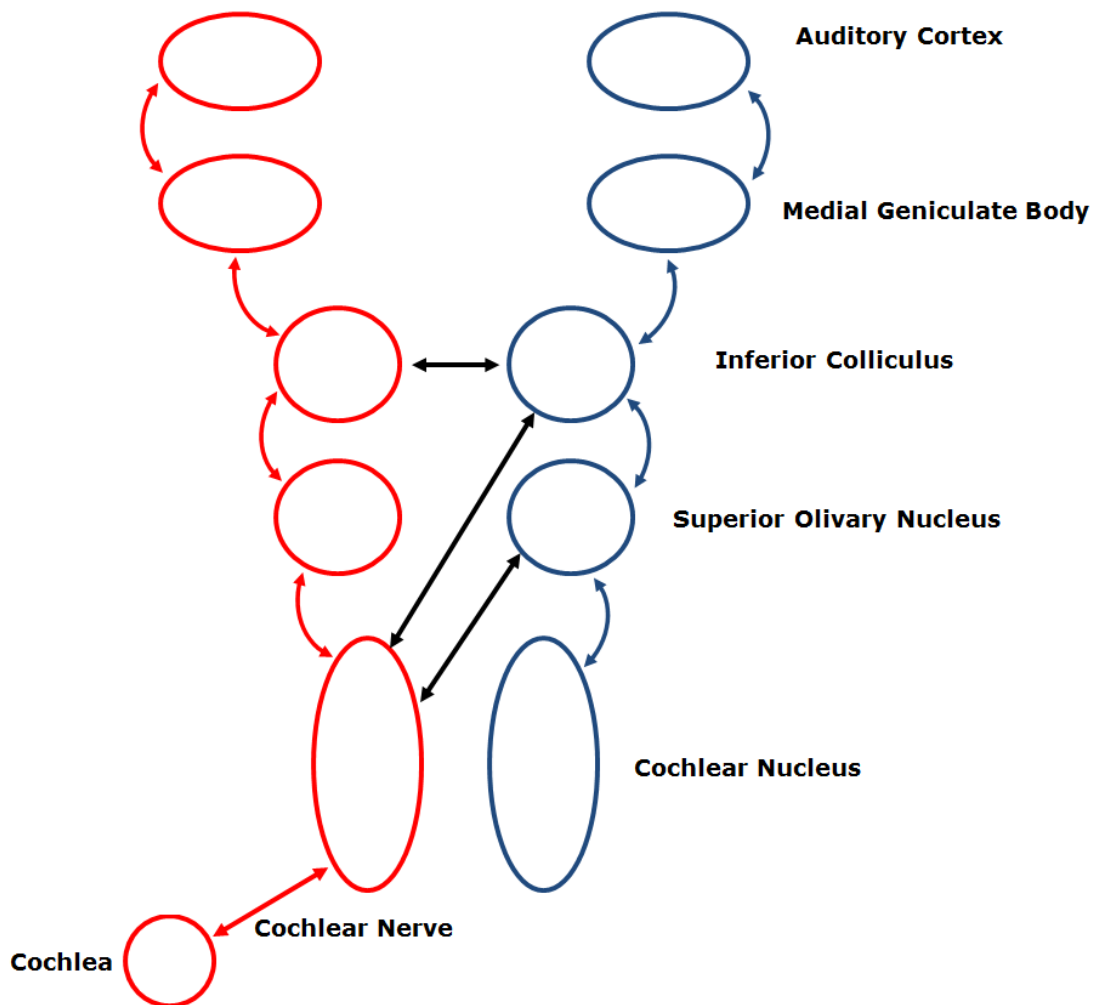 Auditory Cortex
Medial Geniculate Body
Inferior Colliculus
Superior Olivary Nucleus
Cochlear Nucleus
Cochlear Nerve
Cochlea